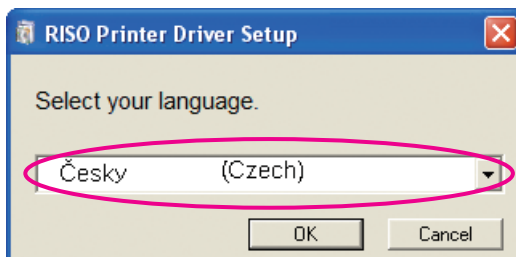 RISO Printer Driver Setup
Select your language.
Česky (Czech)
OK Cancel